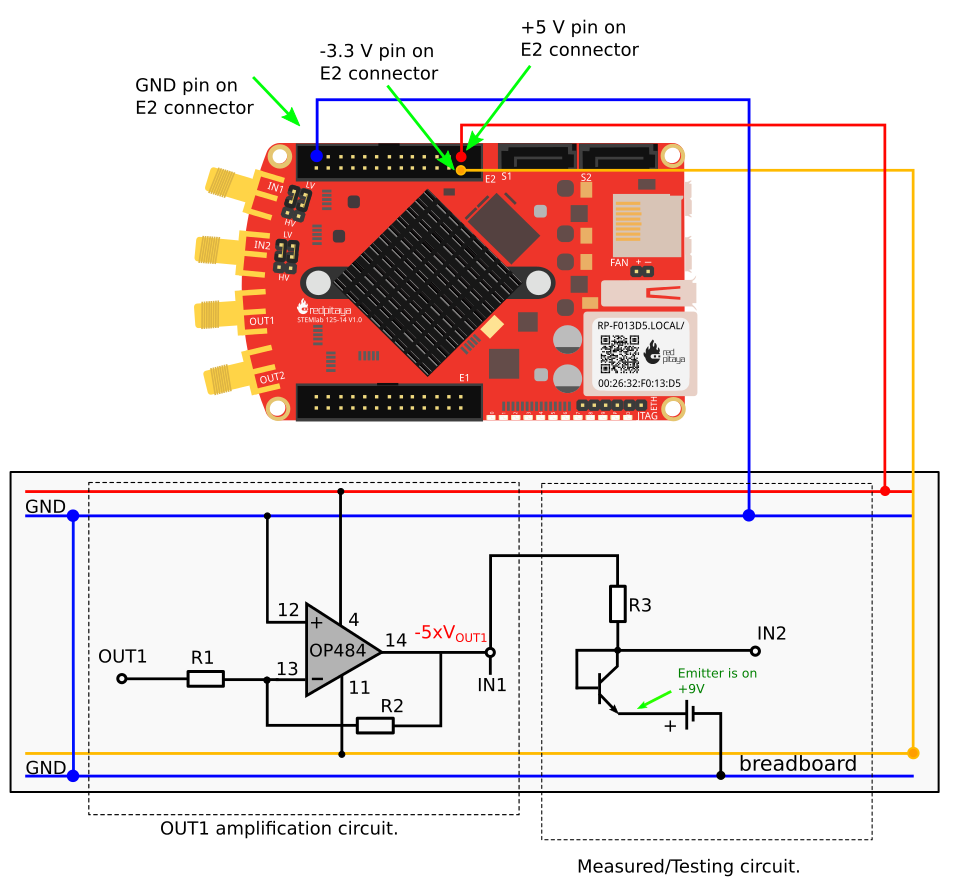 +5 V pin on
E2 connector
-3.3 V pin on
E2 connector
GND pin on
E2 connector
E2
S1
S2
IN1
LV
HV
IN2
LV
HV
OUT1
OUT2
redpitaya
STEMlab 125-14 V1.0
FAN + −
RP-F013D5.LOCAL/
red
pitaya
00:26:32:F0:13:D5
E1
ETH
JTAG
GND
12
+
4
OP484
14
-5xVOUT1
13
−
11
OUT1
R1
R2
IN1
R3
IN2
Emitter is on
+9V
+
GND
breadboard
OUT1 amplification circuit.
Measured/Testing circuit.